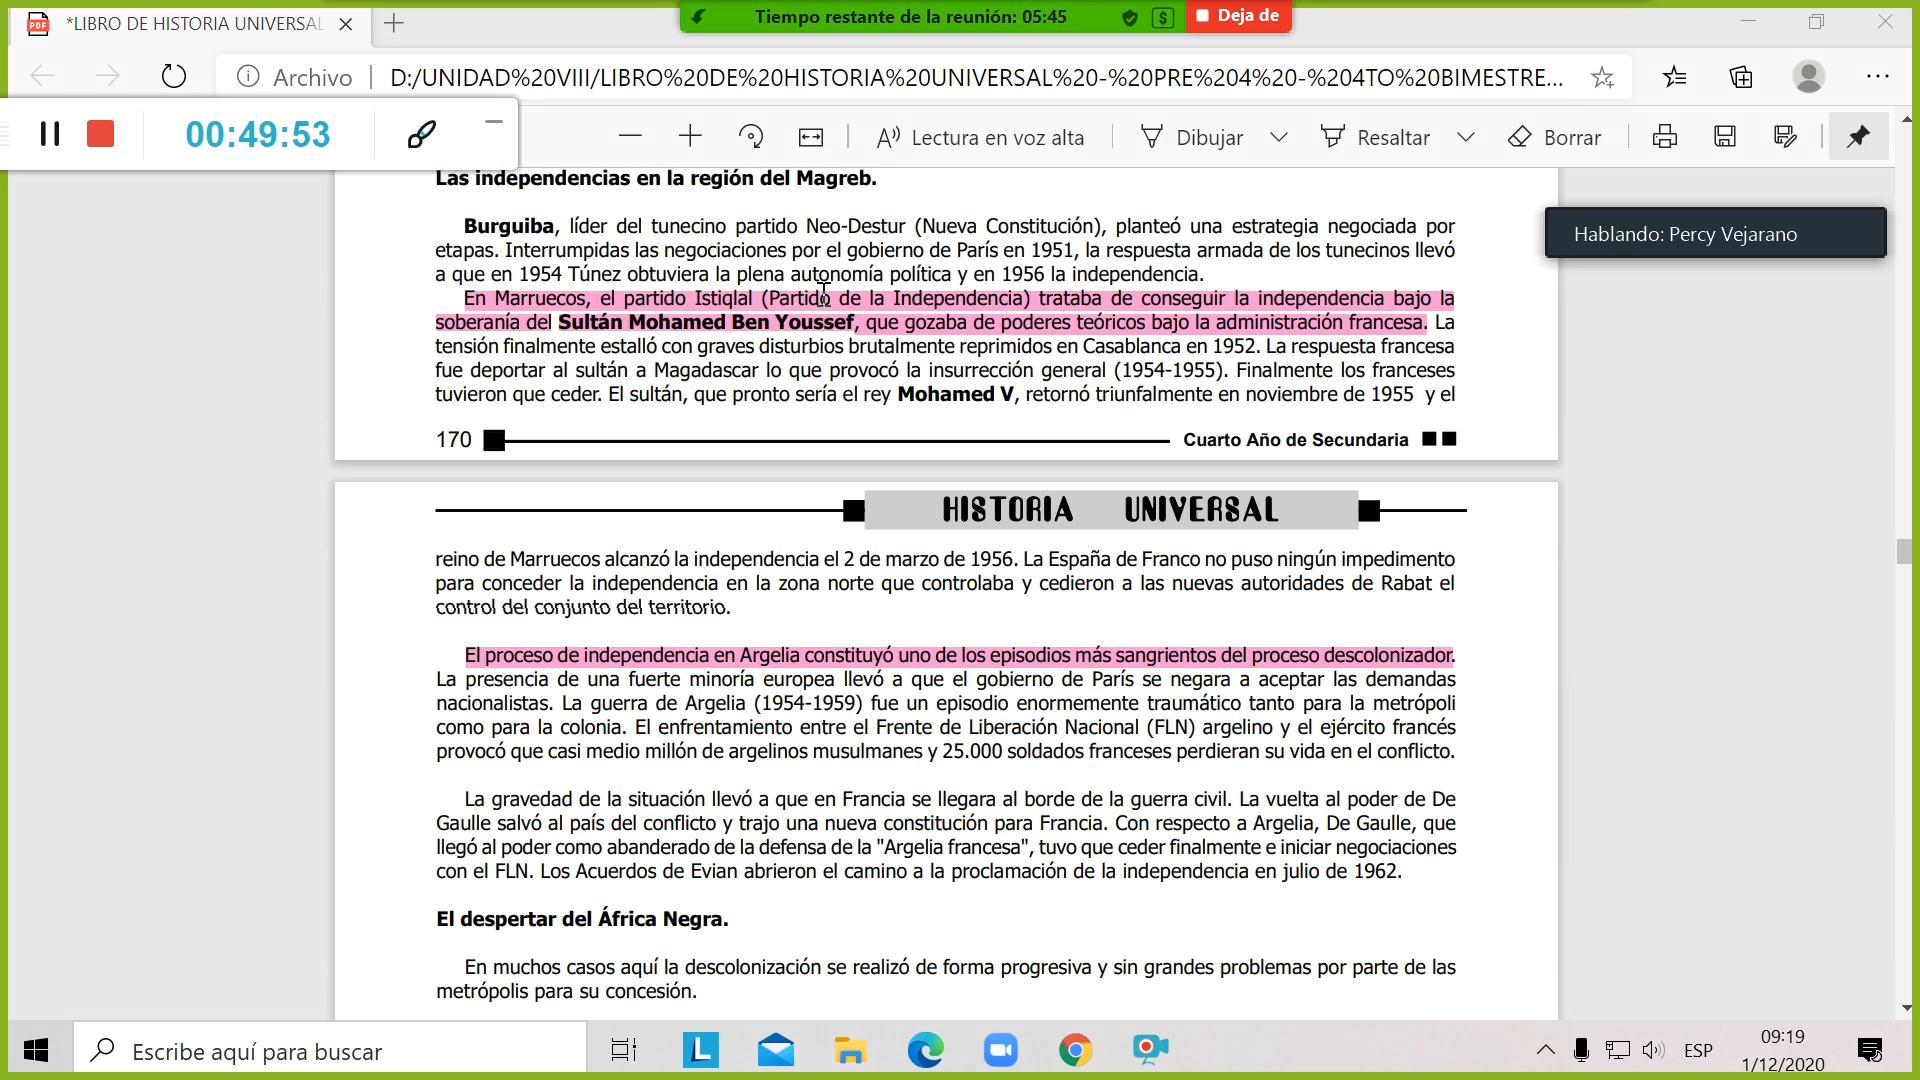 *LIBRO DE HISTORIA UNIVERSAL
Tiempo restante de la reunión: 05:45
Deja de
Archivo
D:/UNIDAD%20VIII/LIBRO%20DE%20HISTORIA%20UNIVERSAL%20-%20PRE%204%20-%204TO%20BIMESTRE...
00:49:53
Lectura en voz alta
Dibujar
Resaltar
Borrar
Hablando: Percy Vejarano
Las independencias en la región del Magreb.
Burguiba, líder del tunecino partido Neo-Destur (Nueva Constitución), planteó una estrategia negociada por
etapas. Interrumpidas las negociaciones por el gobierno de París en 1951, la respuesta armada de los tunecinos llevó
a que en 1954 Túnez obtuviera la plena autonomía política y en 1956 la independencia.
En Marruecos, el partido Istiqlal (Partido de la Independencia) trataba de conseguir la independencia bajo la
soberanía del Sultán Mohamed Ben Youssef, que gozaba de poderes teóricos bajo la administración francesa. La
tensión finalmente estalló con graves disturbios brutalmente reprimidos en Casablanca en 1952. La respuesta francesa
fue deportar al sultán a Magadascar lo que provocó la insurrección general (1954-1955). Finalmente los franceses
tuvieron que ceder. El sultán, que pronto sería el rey Mohamed V, retornó triunfalmente en noviembre de 1955 y el
170
Cuarto Año de Secundaria
HISTORIA UNIVERSAL
reino de Marruecos alcanzó la independencia el 2 de marzo de 1956. La España de Franco no puso ningún impedimento
para conceder la independencia en la zona norte que controlaba y cedieron a las nuevas autoridades de Rabat el
control del conjunto del territorio.
El proceso de independencia en Argelia constituyó uno de los episodios más sangrientos del proceso descolonizador.
La presencia de una fuerte minoría europea llevó a que el gobierno de París se negara a aceptar las demandas
nacionalistas. La guerra de Argelia (1954-1959) fue un episodio enormemente traumático tanto para la metrópoli
como para la colonia. El enfrentamiento entre el Frente de Liberación Nacional (FLN) argelino y el ejército francés
provocó que casi medio millón de argelinos musulmanes y 25.000 soldados franceses perdieran su vida en el conflicto.
La gravedad de la situación llevó a que en Francia se llegara al borde de la guerra civil. La vuelta al poder de De
Gaulle salvó al país del conflicto y trajo una nueva constitución para Francia. Con respecto a Argelia, De Gaulle, que
llegó al poder como abanderado de la defensa de la "Argelia francesa", tuvo que ceder finalmente e iniciar negociaciones
con el FLN. Los Acuerdos de Evian abrieron el camino a la proclamación de la independencia en julio de 1962.
El despertar del África Negra.
En muchos casos aquí la descolonización se realizó de forma progresiva y sin grandes problemas por parte de las
metrópolis para su concesión.
Escribe aquí para buscar
ESP
09:19
1/12/2020